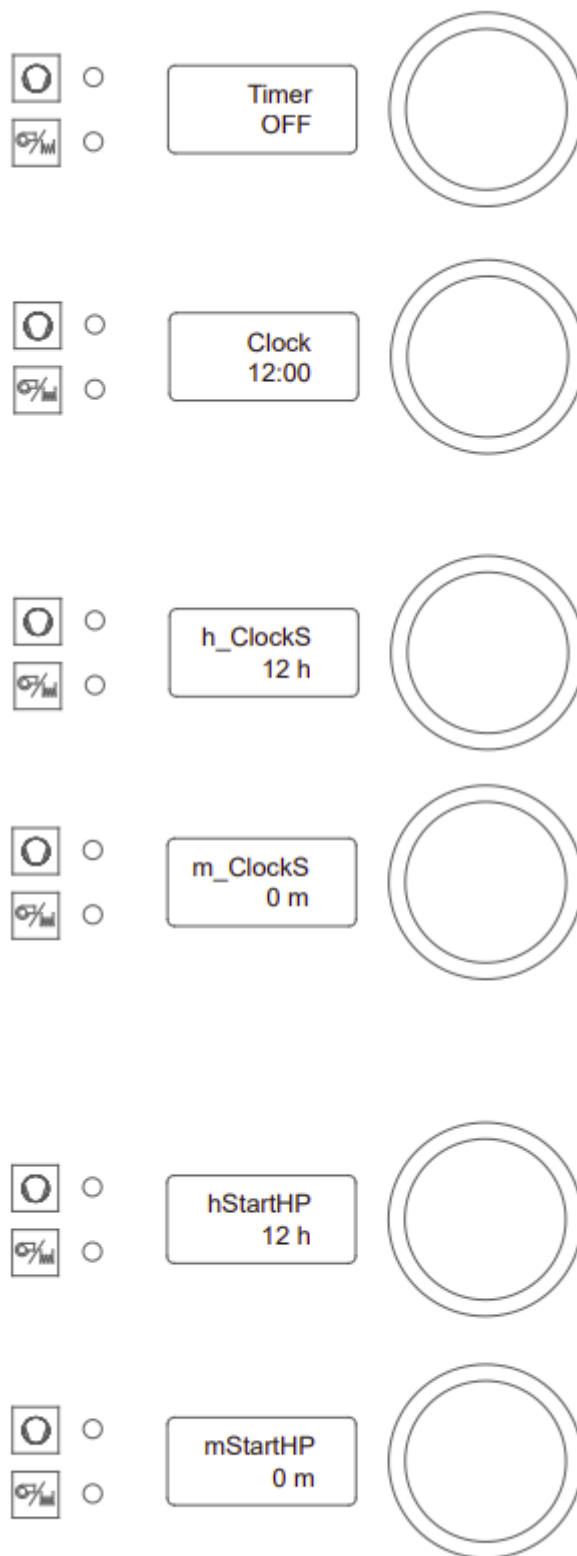 Timer
OFF
Clock
12:00
h_ClockS
12 h
m_ClockS
0 m
hStartHP
12 h
mStartHP
0 m